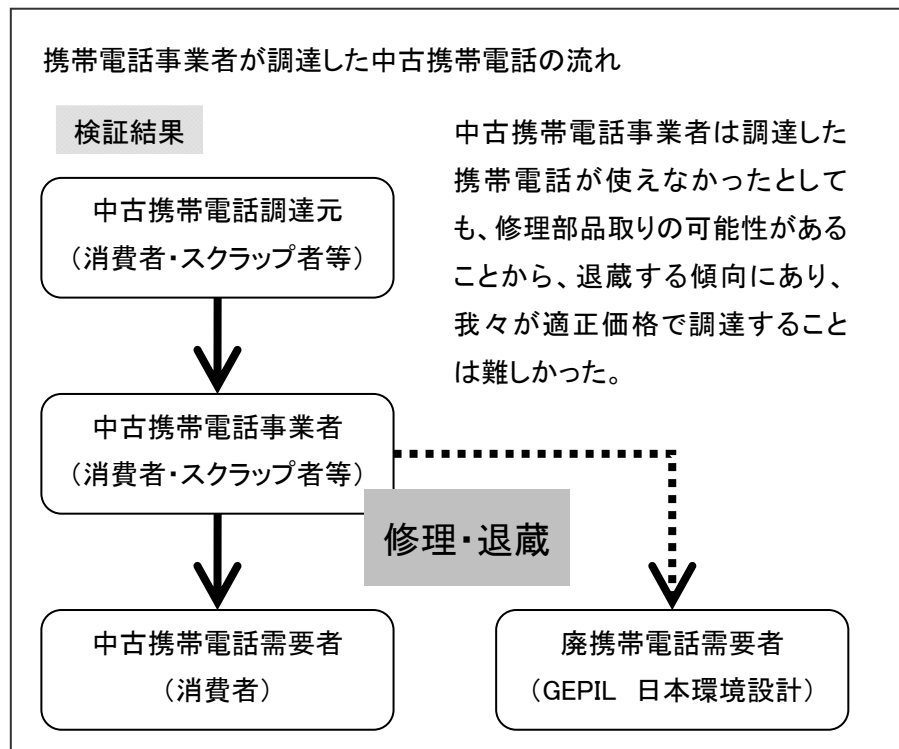 携帯電話事業者が調達した中古携帯電話の流れ
検証結果
中古携帯電話事業者は調達した
携帯電話が使えなかったとして
も、修理部品取りの可能性がある
ことから、退蔵する傾向にあり、
我々が適正価格で調達すること
は難しかった。
中古携帯電話調達元
（消費者・スクラップ者等）
中古携帯電話事業者
（消費者・スクラップ者等）
修理・退蔵
中古携帯電話需要者
（消費者）
廃携帯電話需要者
（GEPIL　日本環境設計）